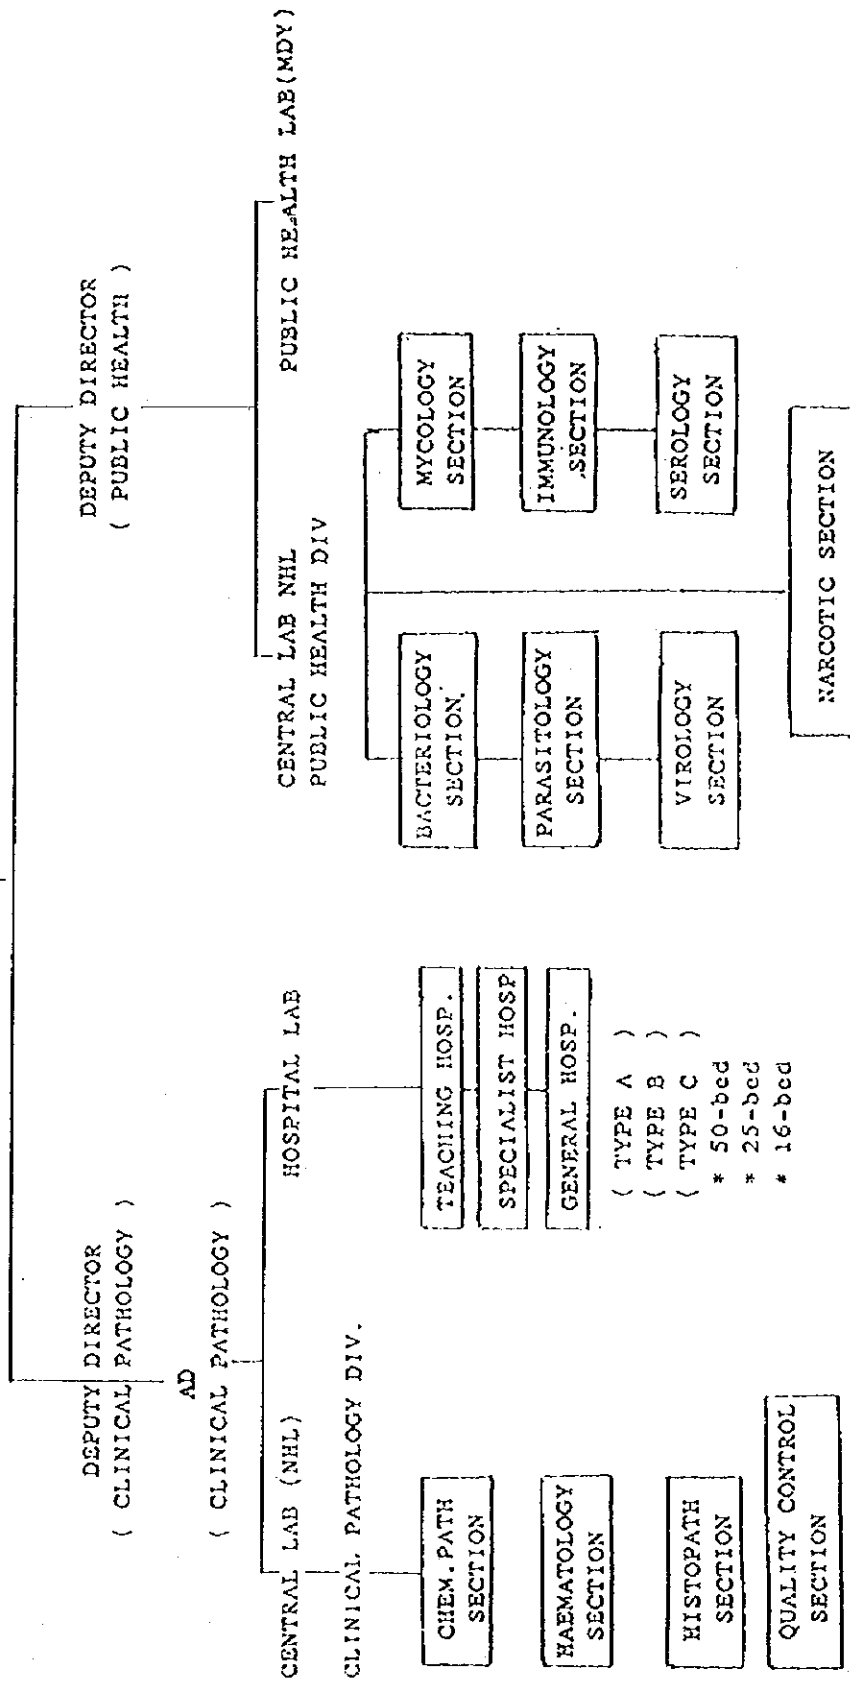 DEPUTY DIRECTOR
( CLINICAL PATHOLOGY )
AD
( CLINICAL PATHOLOGY )
CENTRAL LAB (NHL)
CLINICAL PATHOLOGY DIV.
CHEM.PATH
SECTION
HAEMATOLOGY
SECTION
HISTOPATH
SECTION
QUALITY CONTROL
SECTION
HOSPITAL LAB
TEACHING HOSP.
SPECIALIST HOSP
GENERAL HOSP.
( TYPE A )
( TYPE B )
( TYPE C )
* 50-bed
* 25-bed
* 16-bed
DEPUTY DIRECTOR
( PUBLIC HEALTH )
CENTRAL LAB NHL
PUBLIC HEALTH DIV
BACTERIOLOGY
SECTION.
PARASITOLOGY
SECTION
VIROLOGY
SECTION
MYCOLOGY
SECTION
IMMUNOLOGY
.SECTION
SEROLOGY
SECTION
NARCOTIC SECTION
PUBLIC HEALTH LAB(MDY)